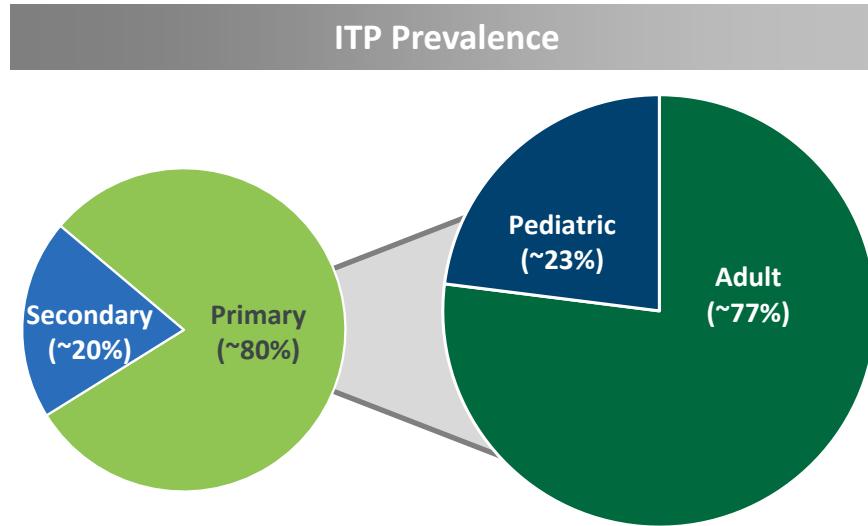 ITP Prevalence
Secondary
(~20%)
Primary
(~80%)
Pediatric
(~23%)
Adult
(~77%)